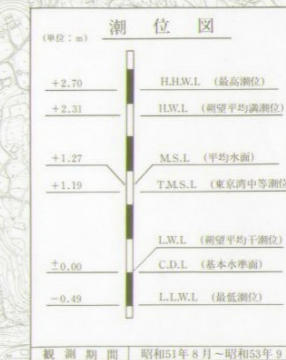 潮位図
(単位:m)
+2.70 H.H.W.L (最高潮位)
+2.31 H.W.L (朔望平均満潮位)
+1.27 M.S.L (平均水面)
+1.19 T.M.S.L (東京湾中等潮位
L.W.L (朔望平均干潮位)
±0.00 C.D.L (基本水準面)
-0.49 L.L.W.L (最低潮位)
観測期間 昭和51年8月~昭和53年9